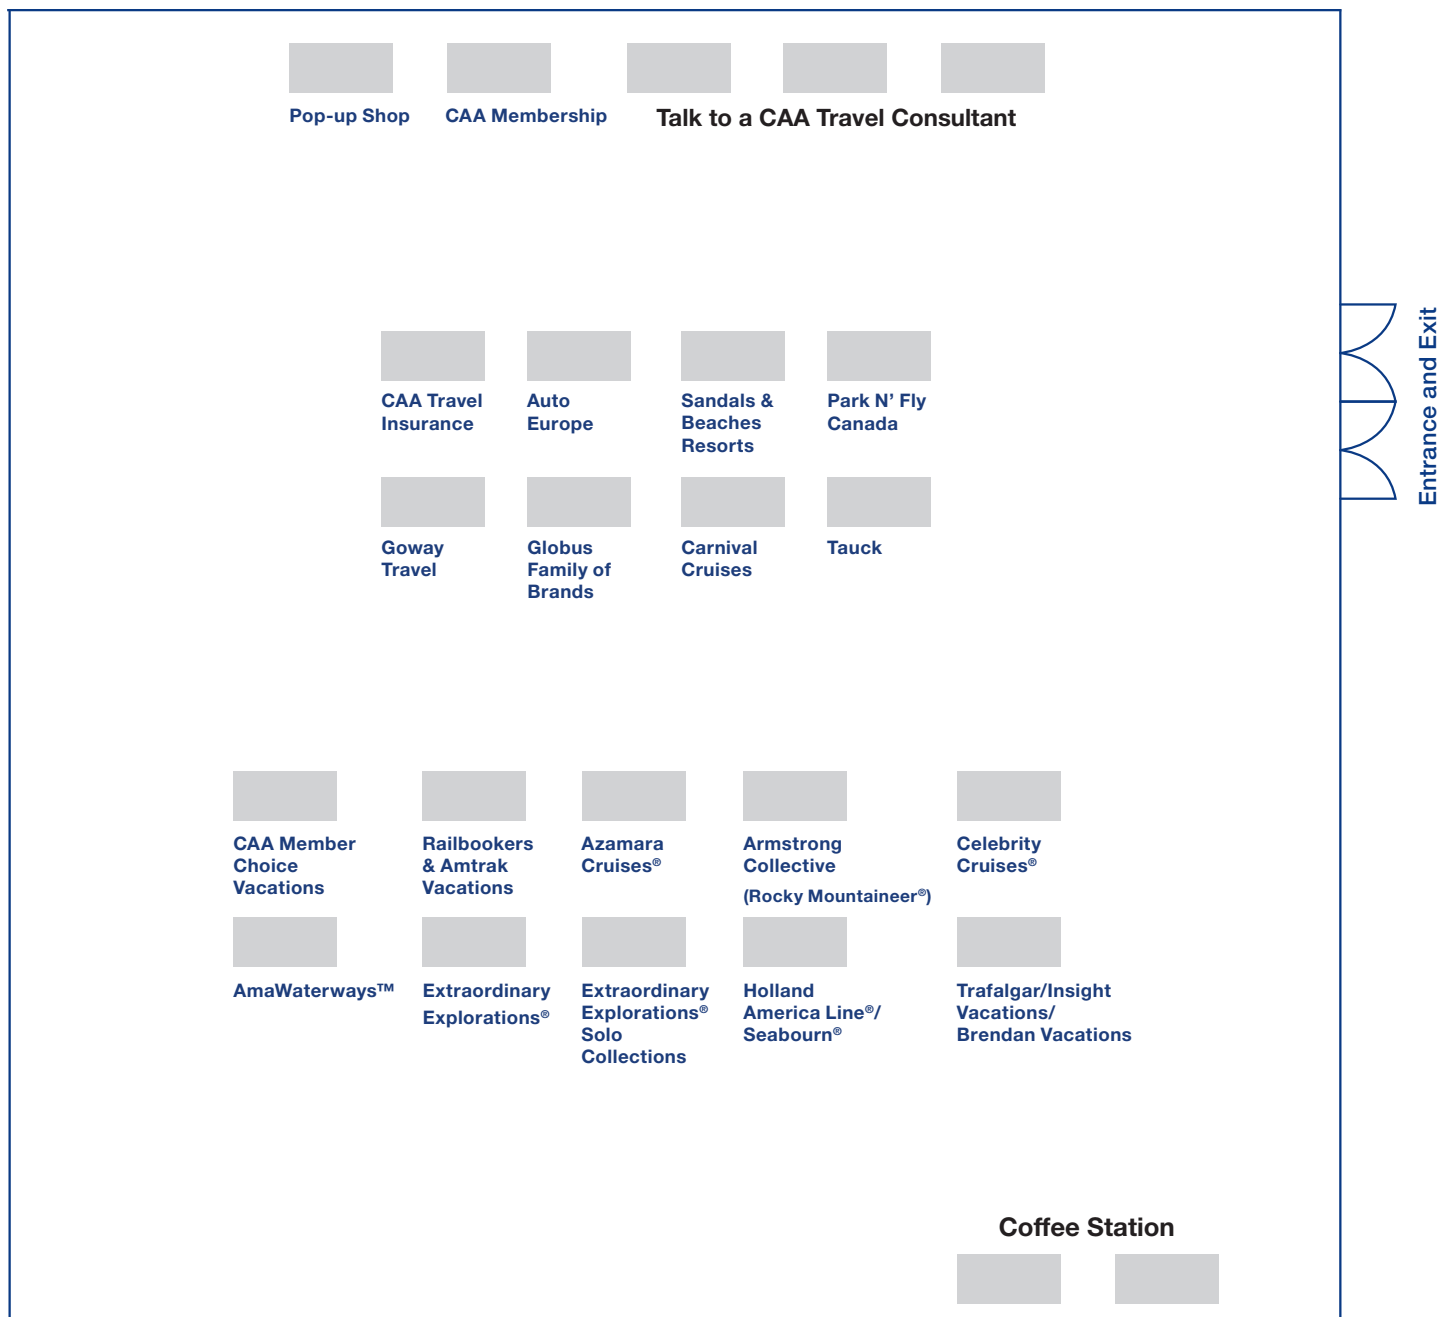 Pop-up Shop
CAA Membership
Talk to a CAA Travel Consultant
Entrance and Exit
CAA Travel
Insurance
Auto
Europe
Sandals &
Beaches
Resorts
Park N’ Fly
Canada
Goway
Travel
Globus
Family of
Brands
Carnival
Cruises
Tauck
CAA Member
Choice
Vacations
Railbookers
& Amtrak
Vacations
Azamara
Cruises®
Armstrong
Collective
(Rocky Mountaineer®)
Celebrity
Cruises®
AmaWaterways™
Extraordinary
Explorations®
Extraordinary
Explorations®
Solo
Collections
Holland
America Line®/
Seabourn®
Trafalgar/Insight
Vacations/
Brendan Vacations
Coffee Station